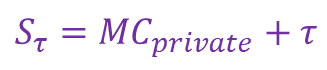 S_τ = MC_private + τ